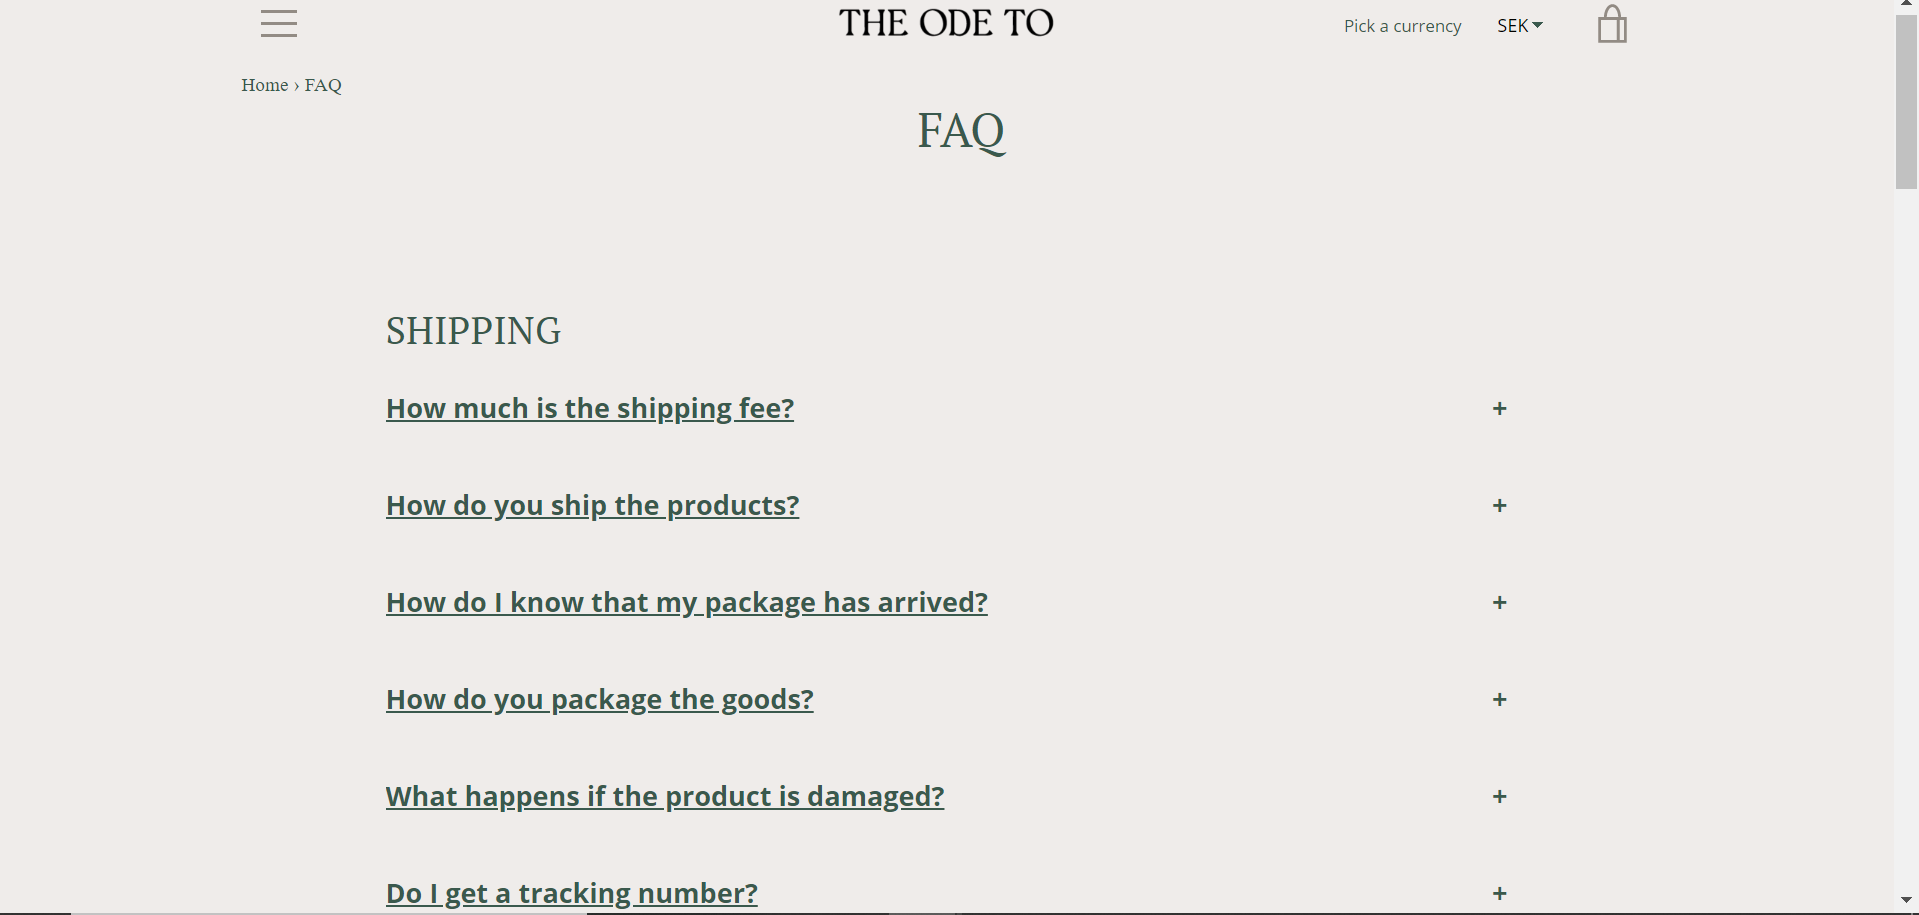 THE ODE TO
Pick a currency
SEK
Home › FAQ
FAQ
SHIPPING
How much is the shipping fee? +
How do you ship the products? +
How do I know that my package has arrived? +
How do you package the goods? +
What happens if the product is damaged? +
Do I get a tracking number? +